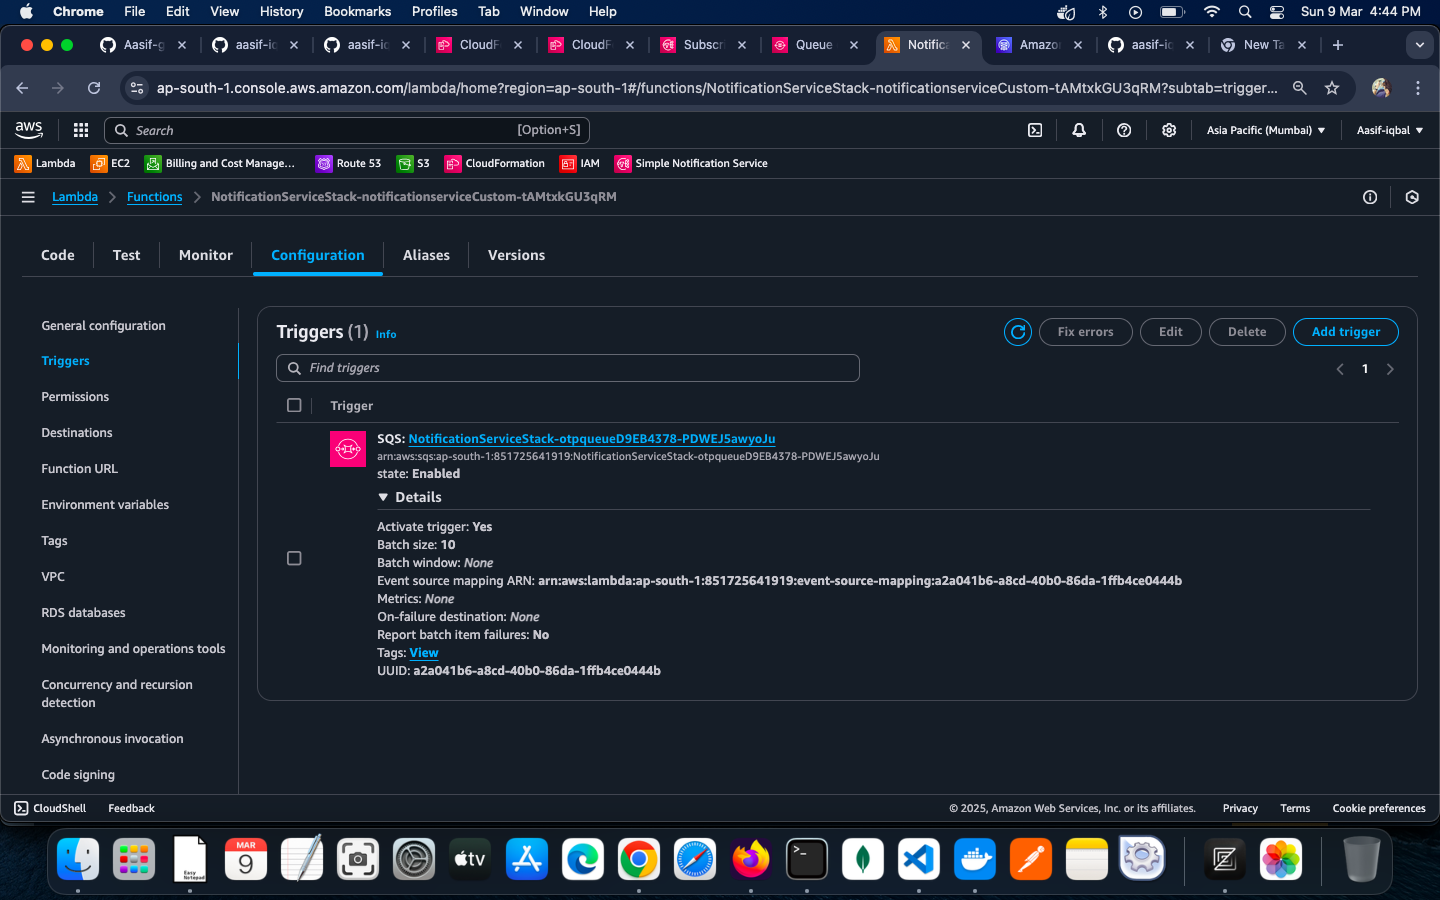 Chrome File Edit View History Bookmarks Profiles Tab Window Help Sun 9 Mar 4:44 PM
Aasif-g aasif-ic aasif-ic CloudF CloudF Subscri Queue Notific Amazo aasif-ic New Ta
ap-south-1.console.aws.amazon.com/lambda/home?region=ap-south-1#/functions/NotificationServiceStack-notificationserviceCustom-tAMtxkGU3qRM?subtab=trigger...
aws Search [Option+S] Asia Pacific (Mumbai) Aasif-iqbal
Lambda EC2 Billing and Cost Manage... Route 53 S3 CloudFormation IAM Simple Notification Service
Lambda Functions NotificationServiceStack-notificationserviceCustom-tAMtxkGU3qRM
Code Test Monitor Configuration Aliases Versions
General configuration
Triggers
Permissions
Destinations
Function URL
Environment variables
Tags
VPC
RDS databases
Monitoring and operations tools
Concurrency and recursion
detection
Asynchronous invocation
Code signing
Triggers (1) Info Fix errors Edit Delete Add trigger
Find triggers 1
Trigger
SQS: NotificationServiceStack-otpqueueD9EB4378-PDWEJ5awyoJu
arn:aws:sqs:ap-south-1:851725641919:NotificationServiceStack-otpqueueD9EB4378-PDWEJ5awyoJu
state: Enabled
Details
Activate trigger: Yes
Batch size: 10
Batch window: None
Event source mapping ARN: arn:aws:lambda:ap-south-1:851725641919:event-source-mapping:a2a041b6-a8cd-40b0-86da-1ffb4ce0444b
Metrics: None
On-failure destination: None
Report batch item failures: No
Tags: View
UUID: a2a041b6-a8cd-40b0-86da-1ffb4ce0444b
CloudShell Feedback © 2025, Amazon Web Services, Inc. or its affiliates. Privacy Terms Cookie preferences
Easy
Notepad
MAR
9
tv